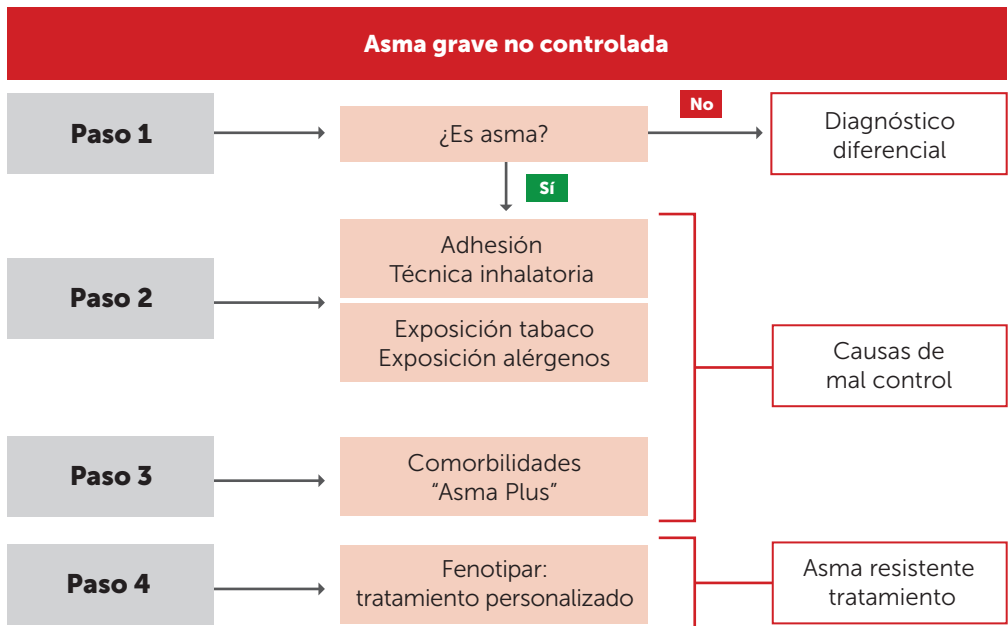 Asma grave no controlada
Paso 1
¿Es asma?
No
Diagnóstico
diferencial
Sí
Paso 2
Adhesión
Técnica inhalatoria
Exposición tabaco
Exposición alérgenos
Causas de
mal control
Paso 3
Comorbilidades
“Asma Plus”
Paso 4
Fenotipar:
tratamiento personalizado
Asma resistente
tratamiento